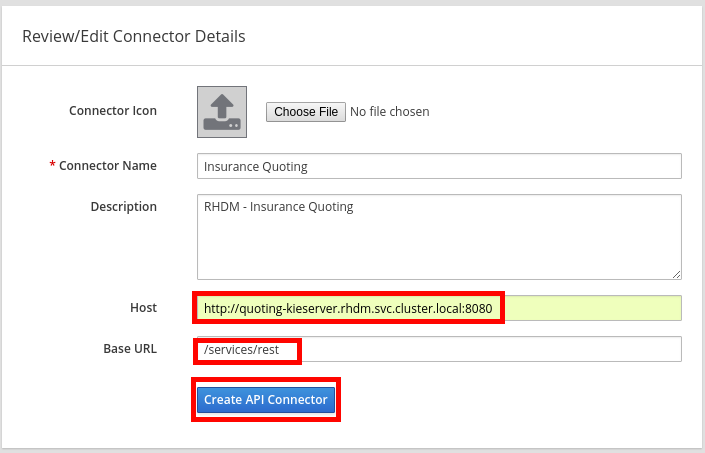 Review/Edit Connector Details
Connector Icon
Choose File No file chosen
* Connector Name
Insurance Quoting
Description
RHDM - Insurance Quoting
Host
http://quoting-kieserver.rhdm.svc.cluster.local:8080
Base URL
/services/rest
Create API Connector